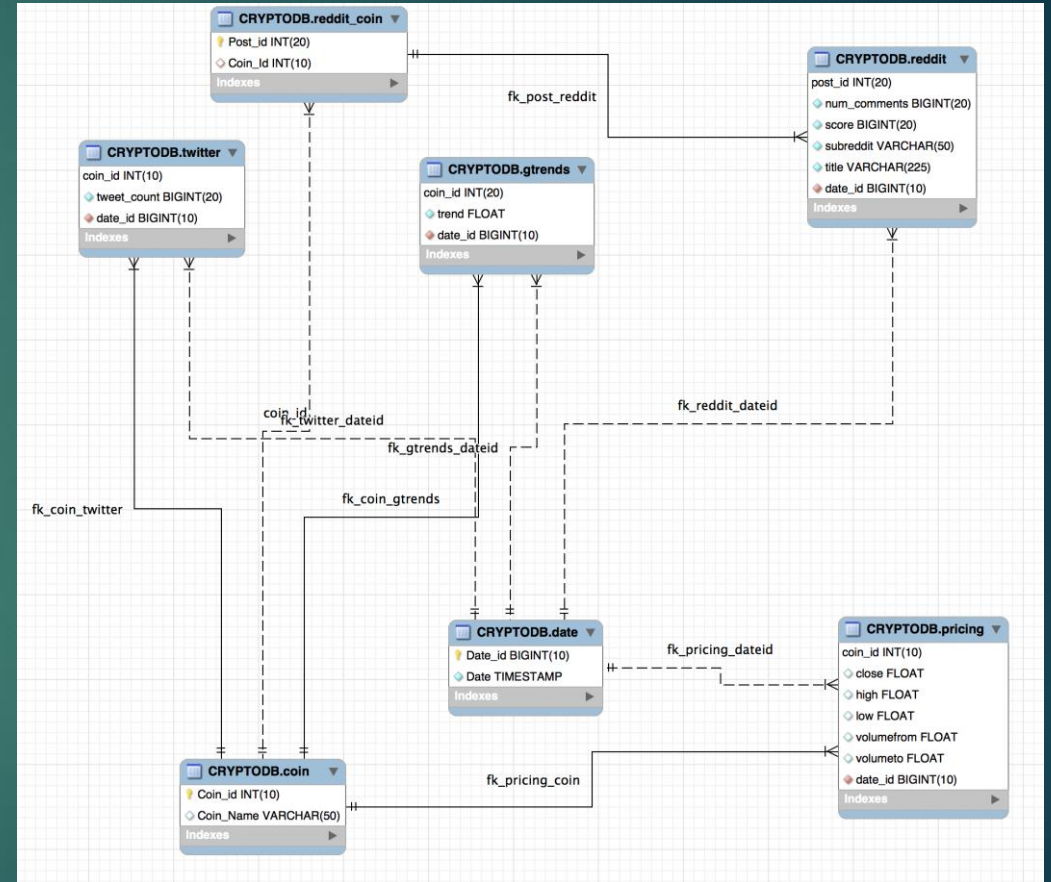 CRYPTODB.reddit_coin
Post_id INT(20)
Coin_Id INT(10)
Indexes
CRYPTODB.reddit
post_id INT(20)
num_comments BIGINT(20)
score BIGINT(20)
subreddit VARCHAR(50)
title VARCHAR(225)
date_id BIGINT(10)
Indexes
fk_post_reddit
CRYPTODB.twitter
coin_id INT(10)
tweet_count BIGINT(20)
date_id BIGINT(10)
Indexes
CRYPTODB.gtrends
coin_id INT(20)
trend FLOAT
date_id BIGINT(10)
Indexes
fk_reddit_dateid
coin_id
fk_twitter_dateid
fk_gtrends_dateid
fk_coin_gtrends
fk_coin_twitter
CRYPTODB.date
Date_id BIGINT(10)
Date TIMESTAMP
Indexes
fk_pricing_dateid
CRYPTODB.pricing
coin_id INT(10)
close FLOAT
high FLOAT
low FLOAT
volumefrom FLOAT
volumeto FLOAT
date_id BIGINT(10)
Indexes
fk_pricing_coin
CRYPTODB.coin
Coin_id INT(10)
Coin_Name VARCHAR(50)
Indexes